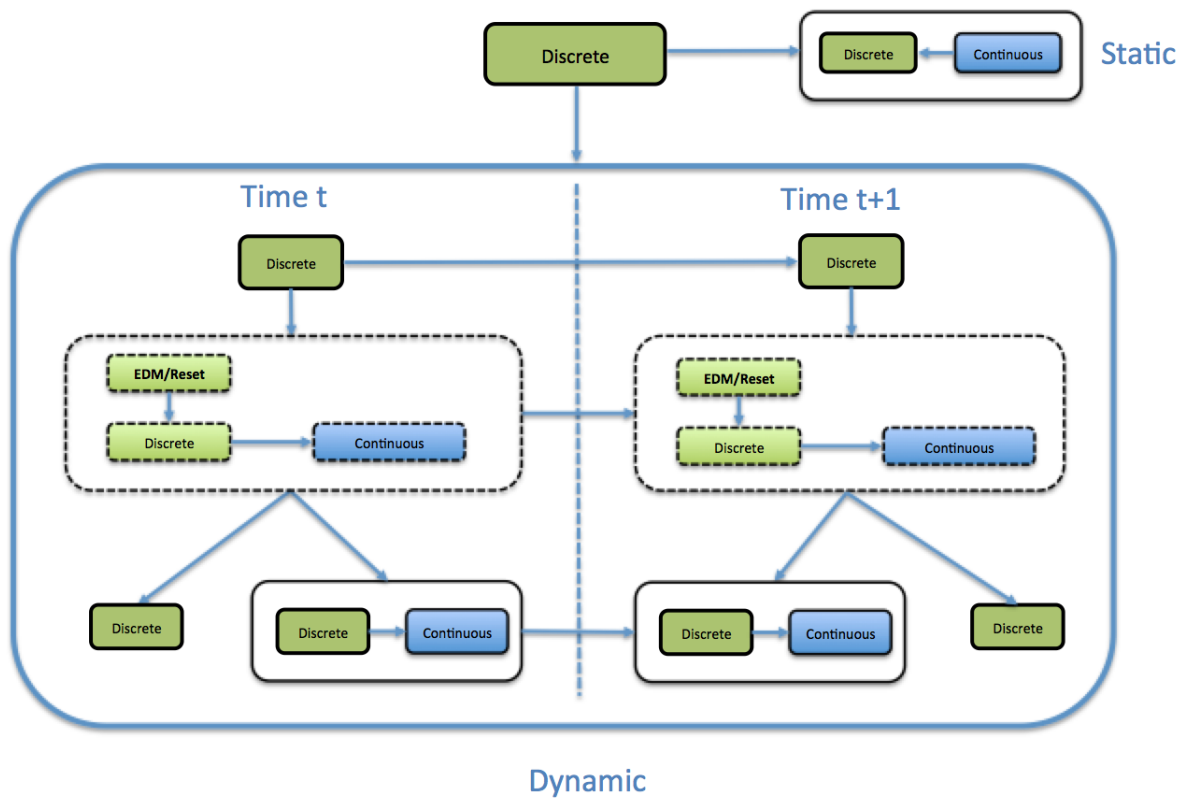 Discrete
Discrete
Continuous
Static
Time t
Time t+1
Discrete
Discrete
EDM/Reset
Discrete
Continuous
EDM/Reset
Discrete
Continuous
Discrete
Discrete
Continuous
Discrete
Continuous
Discrete
Dynamic